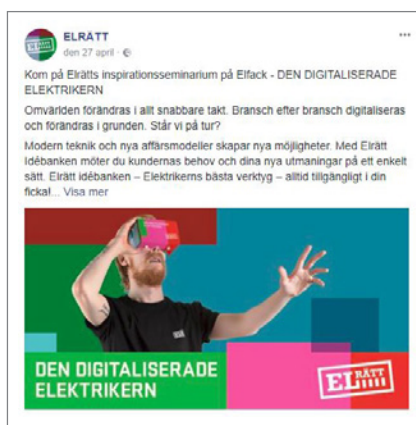 ELRÄTT
den 27 april ·
Kom på Elrätts inspirationsseminarium på Elfack - DEN DIGITALISERADE
ELEKTRIKERN
Omvärlden förändras i allt snabbare takt. Bransch efter bransch digitaliseras
och förändras i grunden. Står vi på tur?
Modern teknik och nya affärsmodeller skapar nya möjligheter. Med Elrätt
Idébanken möter du kundernas behov och dina nya utmaningar på ett enkelt
sätt. Elrätt idébanken – Elektrikerns bästa verktyg – alltid tillgängligt i din
ficka!... Visa mer
DEN DIGITALISERADE
ELEKTRIKERN
ELRÄTT